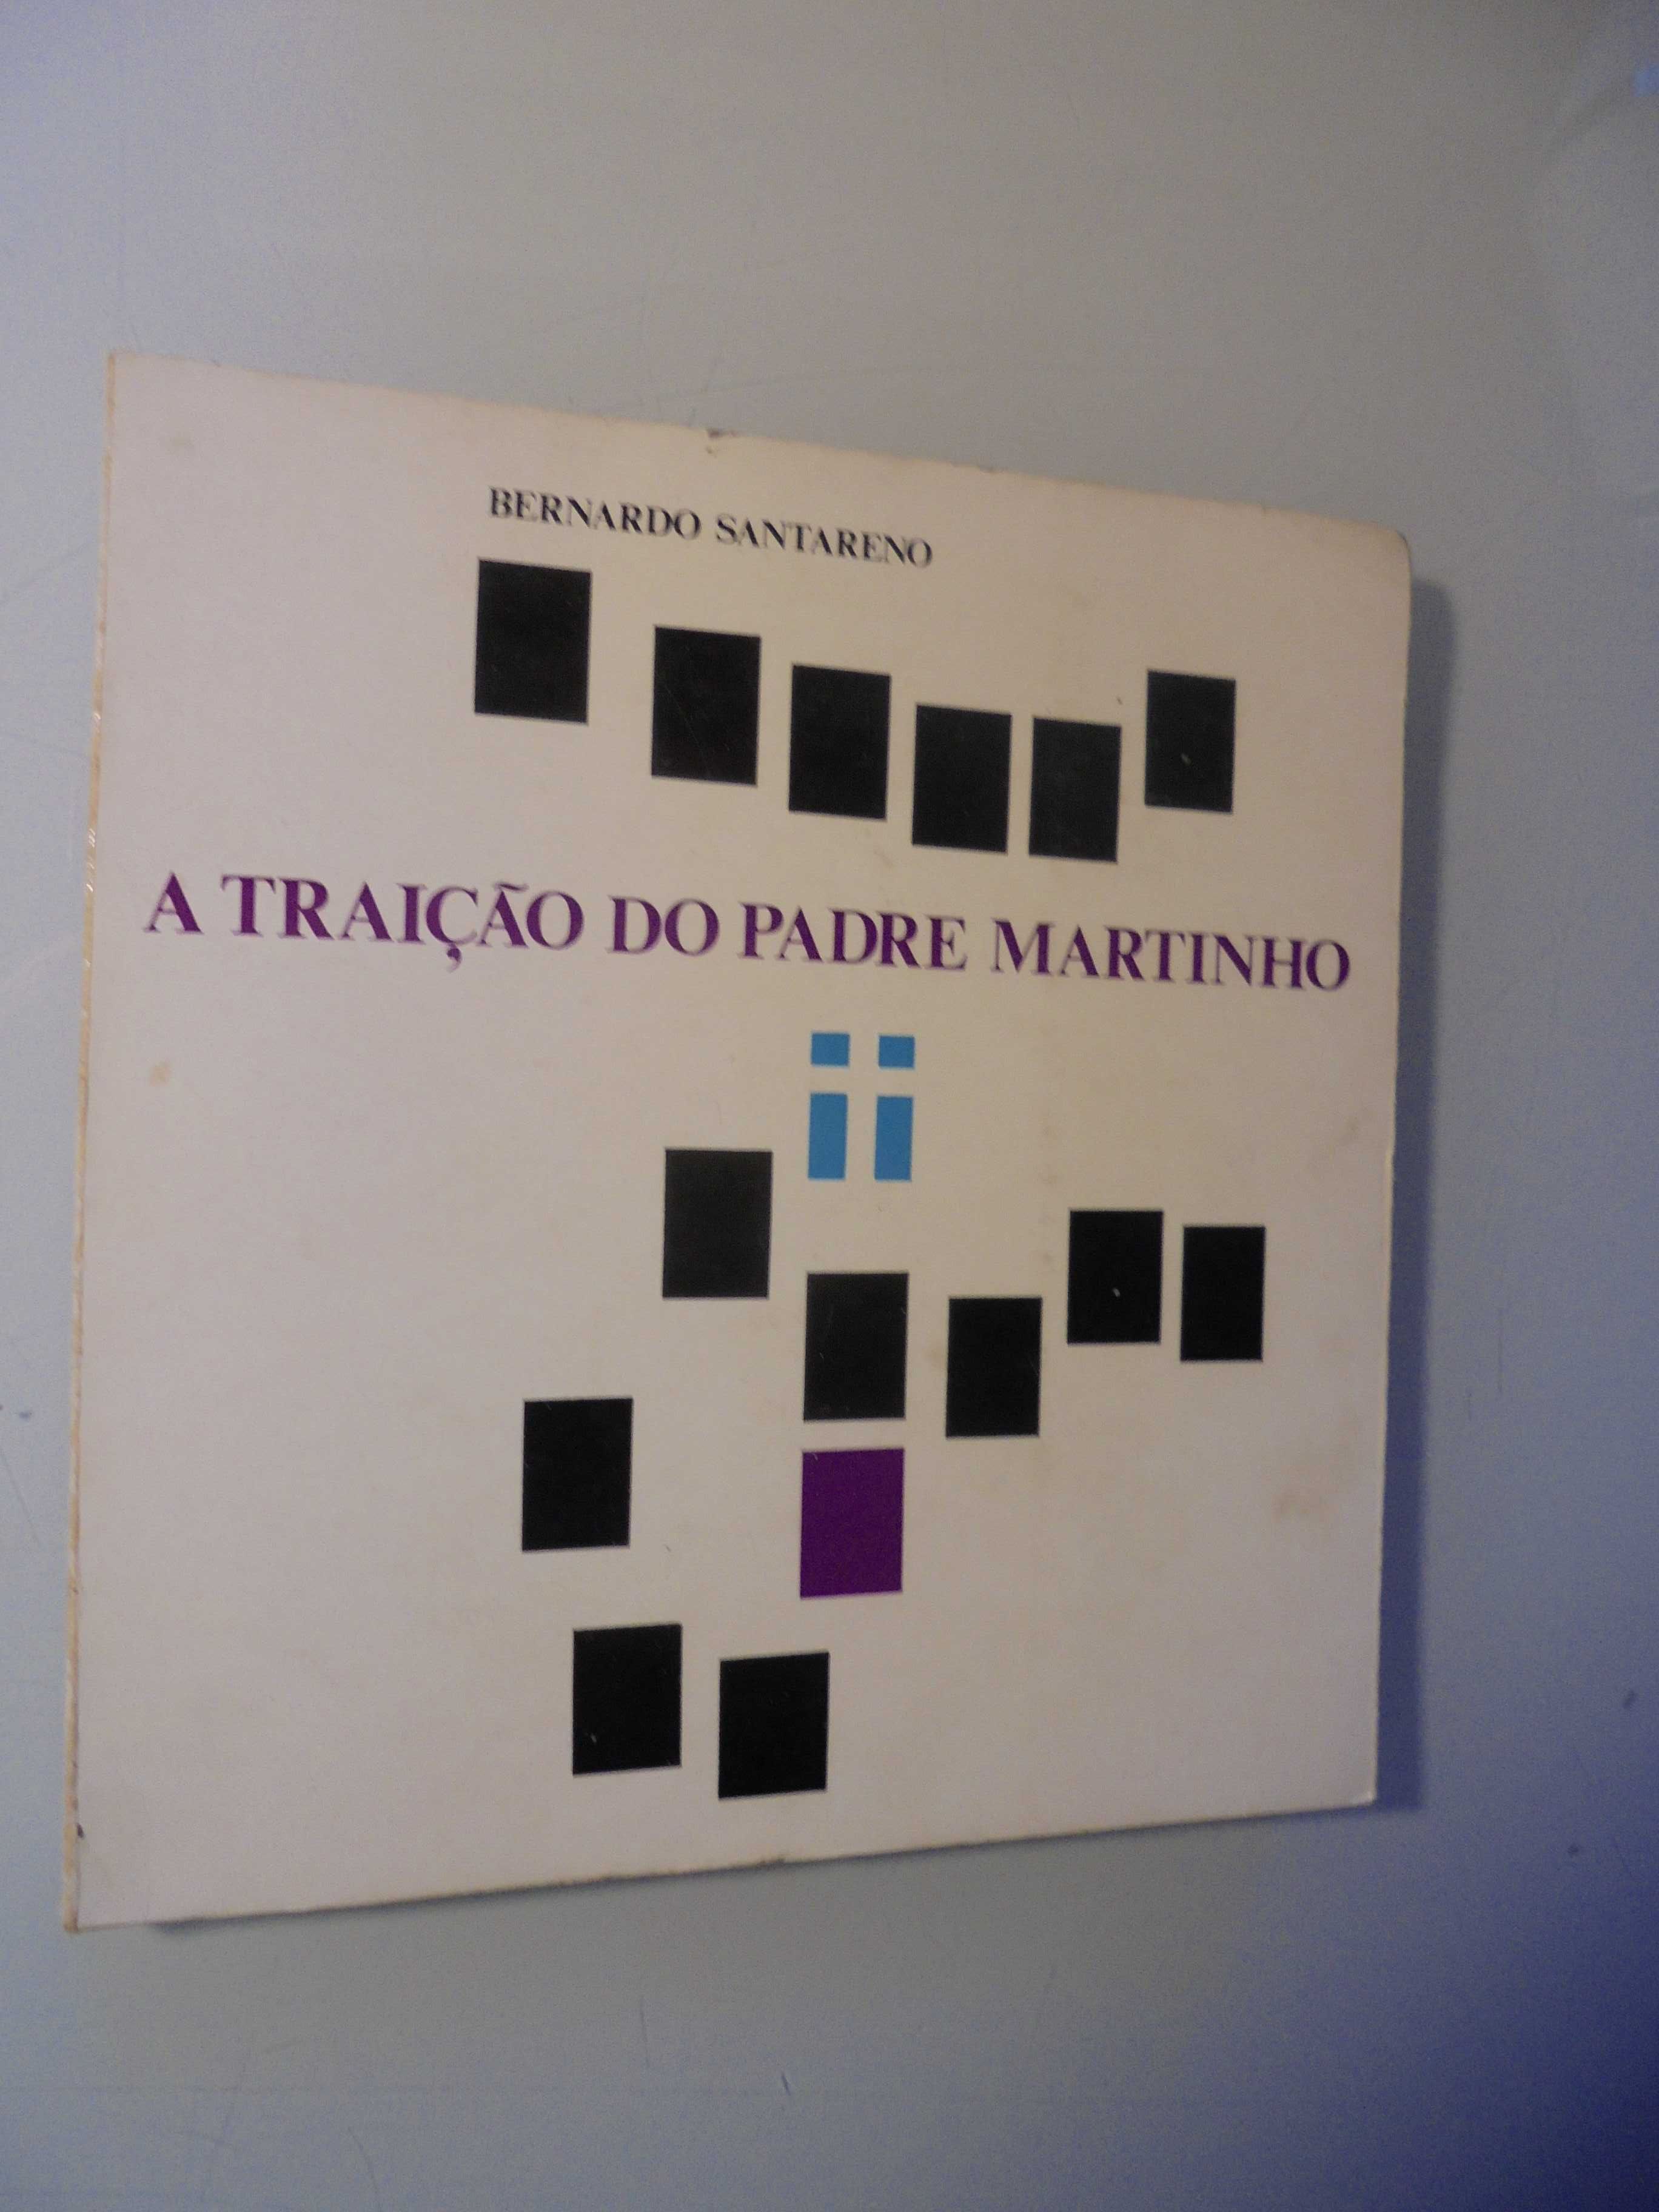 BERNARDO SANTARENO
A TRAIÇÃO DO PADRE MARTINHO